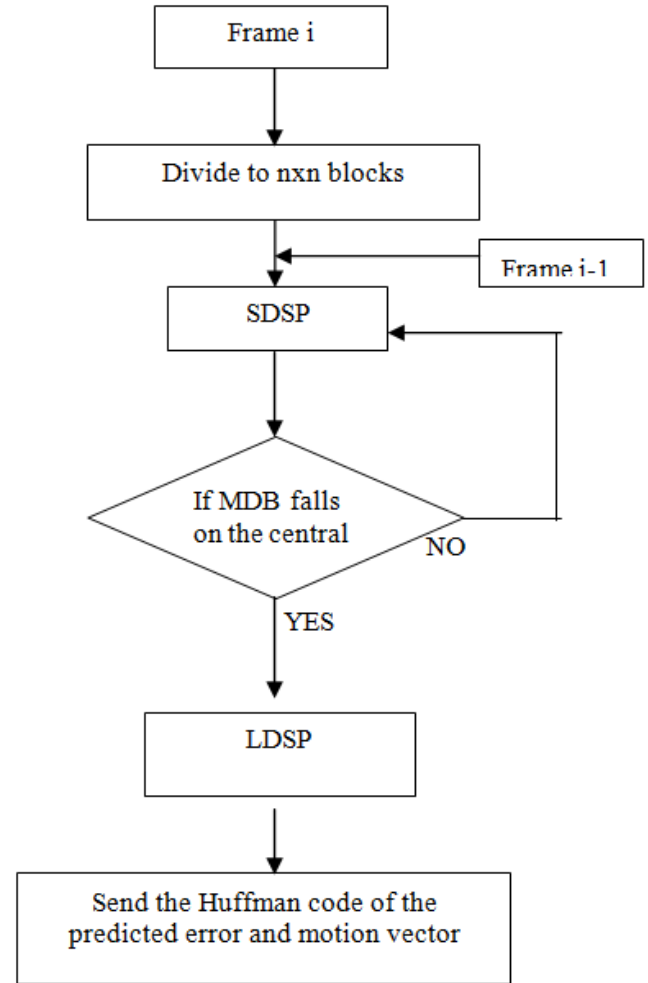 Frame i
Divide to nxn blocks
Frame i-1
SDSP
If MDB falls
on the central
NO
YES
LDSP
Send the Huffman code of the
predicted error and motion vector